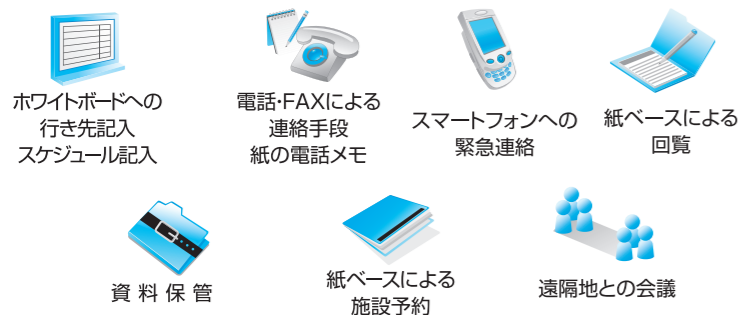 ホワイトボードへの
行き先記入
スケジュール記入
電話・FAXによる
連絡手段
紙の電話メモ
スマートフォンへの
緊急連絡
紙ベースによる
回覧
資料保管
紙ベースによる
施設予約
遠隔地との会議